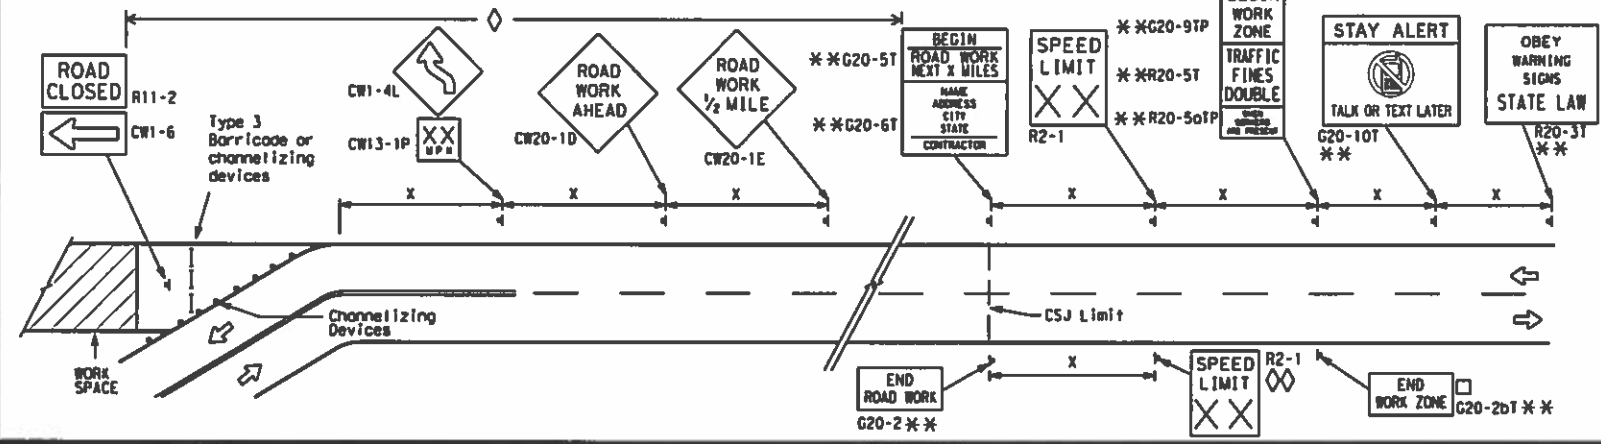 ROAD
CLOSED
R11-2
CW1-6
Type 3
Barricade or
channelizing
devices
CW1-4L
CW13-1P
XX
MPH
ROAD
WORK
AHEAD
CW20-1D
ROAD
WORK
1/2 MILE
CW20-1E
**G20-5T
BEGIN
ROAD WORK
NEXT X MILES
**G20-6T
NAME
ADDRESS
CITY
STATE
CONTRACTOR
SPEED
LIMIT
XX
R2-1
**G20-9TP
**R20-5T
**R20-5aTP
WORK
ZONE
TRAFFIC
FINES
DOUBLE
WHEN
WORKERS
ARE PRESENT
STAY ALERT
TALK OR TEXT LATER
G20-10T
**
OBEY
WARNING
SIGNS
STATE LAW
R20-3T
**
X
X
X
X
X
X
X
Channelizing
Devices
WORK
SPACE
CSJ Limit
X
END
ROAD WORK
G20-2**
SPEED
LIMIT
XX
R2-1
END
WORK ZONE
G20-2bT**